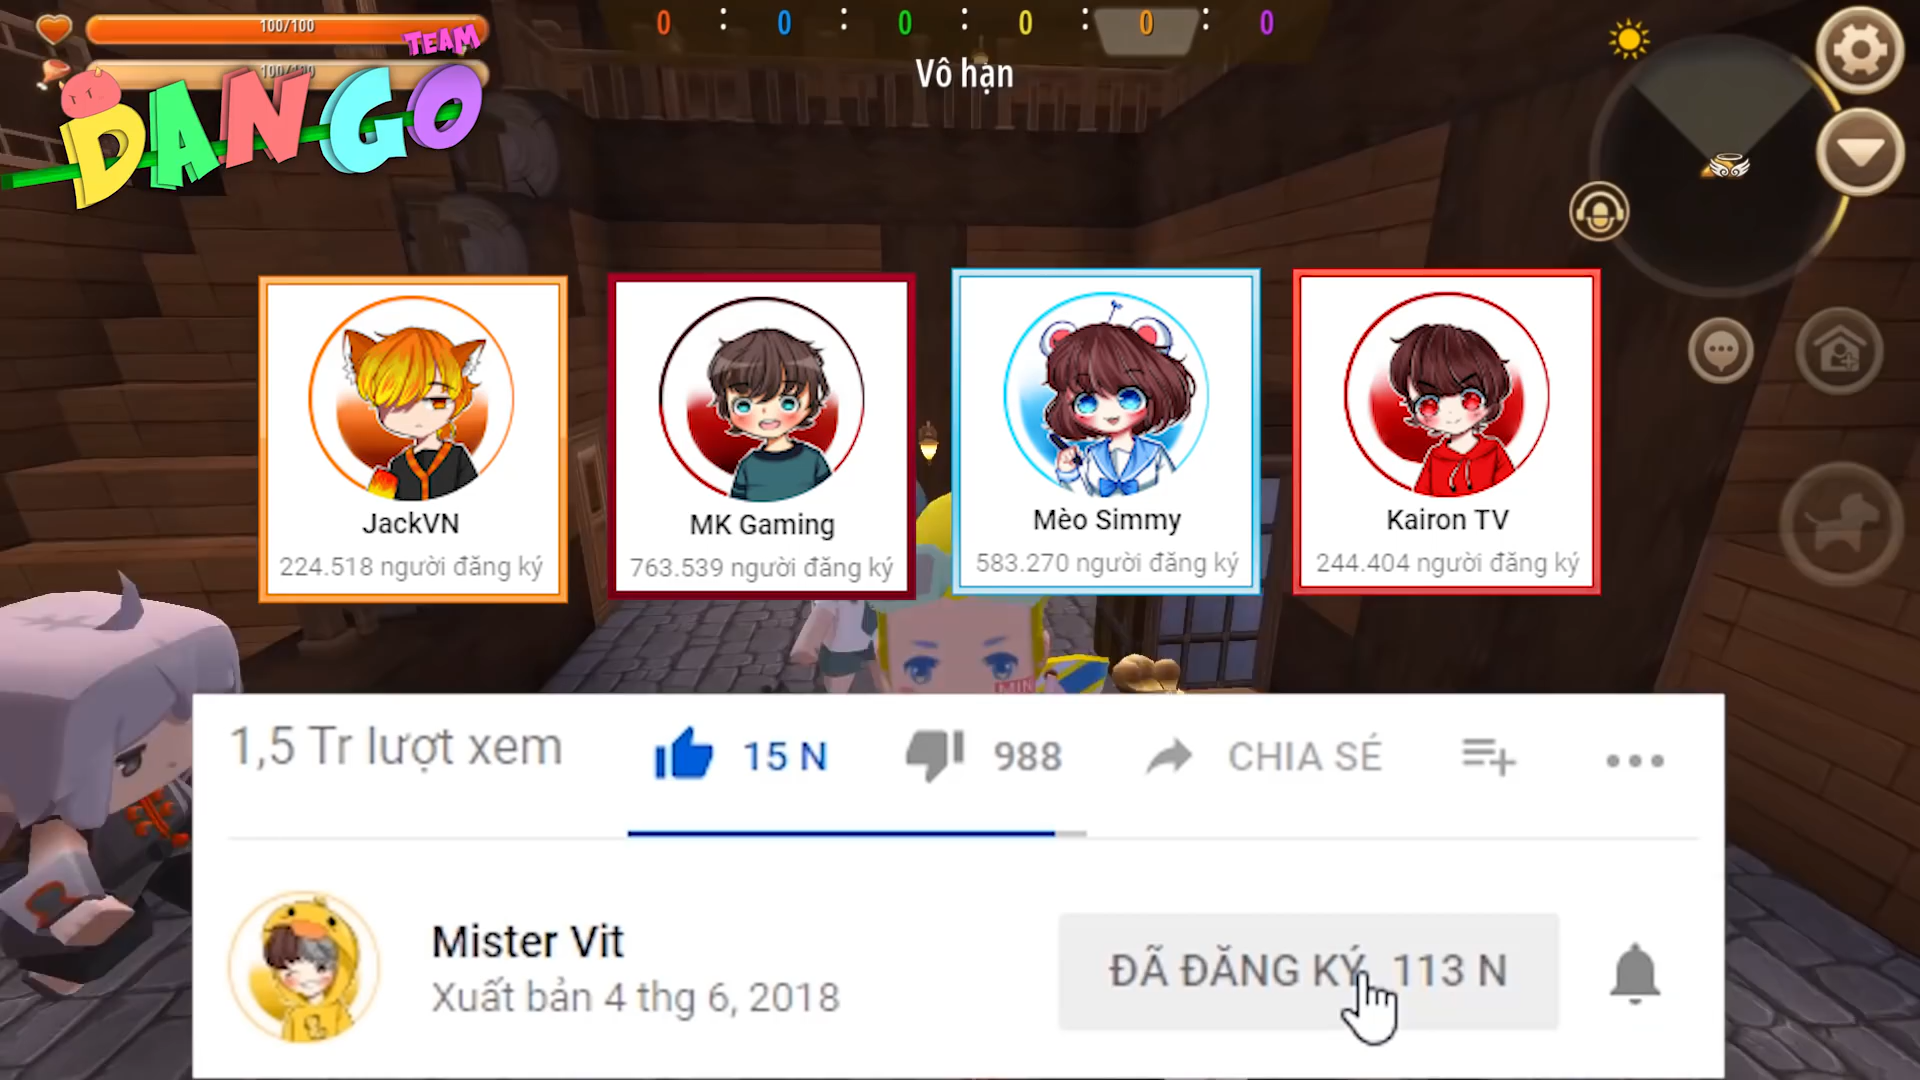 100/100
TEAM
DANGO
0 : 0 : 0 : 0 : 0 : 0
Vô hạn
JackVN
224.518 người đăng ký
MK Gaming
763.539 người đăng ký
Mèo Simmy
583.270 người đăng ký
Kairon TV
244.404 người đăng ký
1,5 Tr lượt xem
15 N
988
CHIA SẺ
Mister Vit
Xuất bản 4 thg 6, 2018
ĐÃ ĐĂNG KÝ 113 N